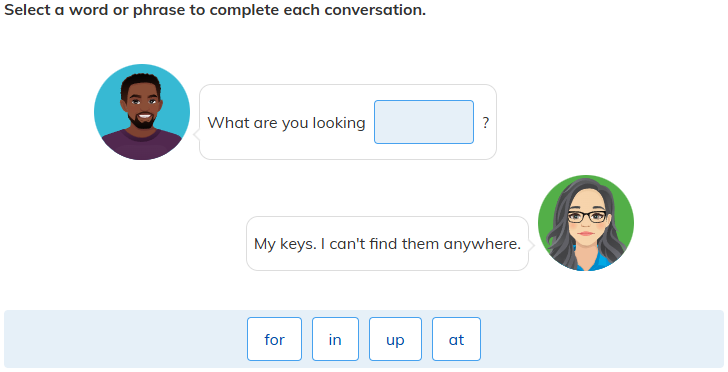 Select a word or phrase to complete each conversation.
What are you looking ?
My keys. I can't find them anywhere.
for in up at